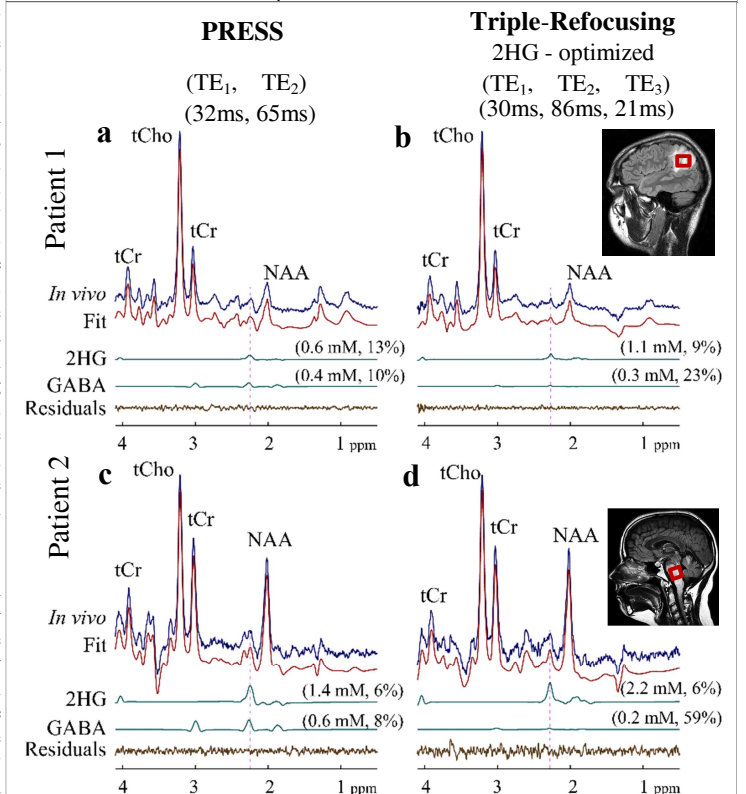 PRESS
Triple-Refocusing
2HG - optimized
(TE1, TE2)
(32ms, 65ms)
(TE1, TE2, TE3)
(30ms, 86ms, 21ms)
Patient 1
a
tCho
tCr
tCr
NAA
In vivo
Fit
2HG
(0.6 mM, 13%)
GABA
(0.4 mM, 10%)
Residuals
4 3 2 1 ppm
b
tCho
tCr
tCr
NAA
(1.1 mM, 9%)
(0.3 mM, 23%)
4 3 2 1 ppm
Patient 2
c
tCho
tCr
tCr
NAA
In vivo
Fit
2HG
(1.4 mM, 6%)
GABA
(0.6 mM, 8%)
Residuals
4 3 2 1 ppm
d
tCho
tCr
tCr
NAA
(2.2 mM, 6%)
(0.2 mM, 59%)
4 3 2 1 ppm